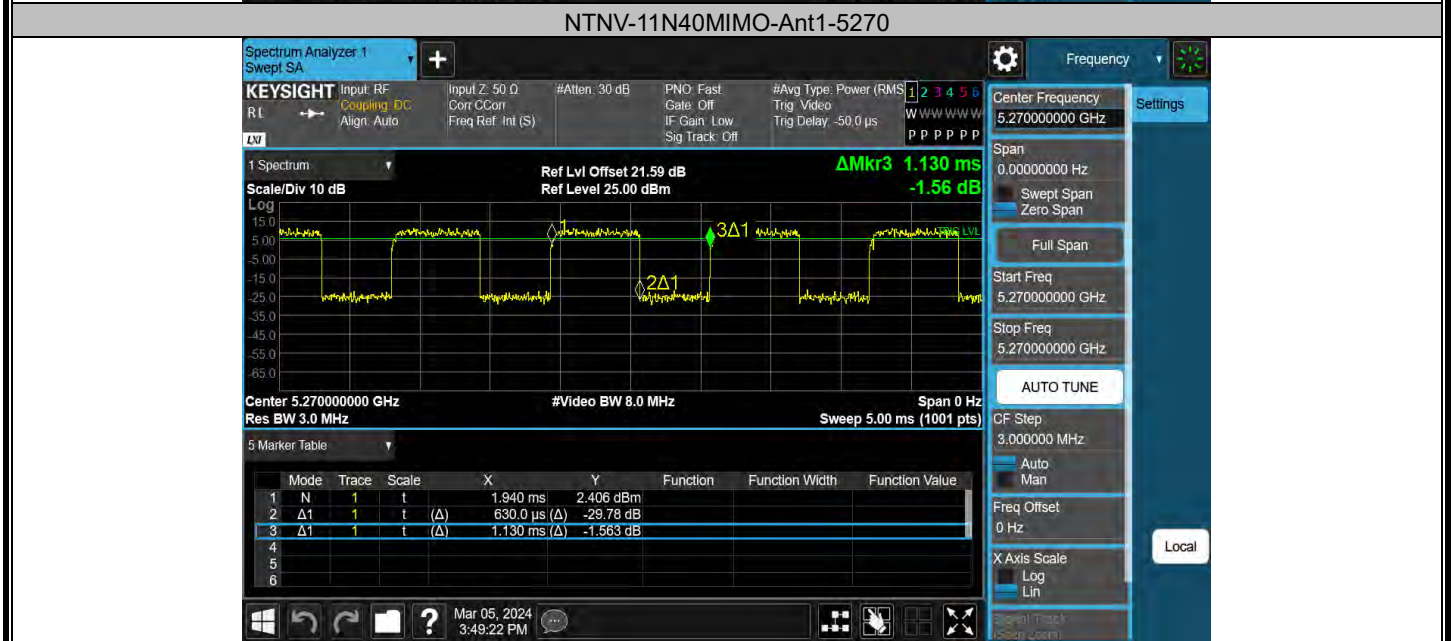 NTNV-11N40MIMO-Ant1-5270
Spectrum Analyzer 1
Swept SA
Frequency
KEYSIGHT
RL
LXI
Input: RF
Coupling: DC
Align: Auto
Input Z: 50 Ω
Corr CCorr
Freq Ref: Int (S)
#Atten: 30 dB
PNO: Fast
Gate: Off
IF Gain: Low
Sig Track: Off
#Avg Type: Power (RMS
Trig: Video
Trig Delay: -50.0 µs
1 2 3 4 5 6
W W W W W W
P P P P P P
Center Frequency
5.270000000 GHz
Settings
Span
0.00000000 Hz
Swept Span
Zero Span
Full Span
Start Freq
5.270000000 GHz
Stop Freq
5.270000000 GHz
AUTO TUNE
CF Step
3.000000 MHz
Auto
Man
Freq Offset
0 Hz
X Axis Scale
Log
Lin
Signal Track
(Span Zoom)
Local
1 Spectrum
Scale/Div 10 dB
Ref Lvl Offset 21.59 dB
Ref Level 25.00 dBm
ΔMkr3 1.130 ms
-1.56 dB
Log
15.0
5.00
-5.00
-15.0
-25.0
-35.0
-45.0
-55.0
-65.0
1
3Δ1
2Δ1
TRIG LVL
Center 5.270000000 GHz
#Video BW 8.0 MHz
Span 0 Hz
Res BW 3.0 MHz
Sweep 5.00 ms (1001 pts)
5 Marker Table
Mode Trace Scale X Y Function Function Width Function Value
1 N 1 t 1.940 ms 2.406 dBm
2 Δ1 1 t (Δ) 630.0 µs (Δ) -29.78 dB
3 Δ1 1 t (Δ) 1.130 ms (Δ) -1.563 dB
4
5
6
?
Mar 05, 2024
3:49:22 PM